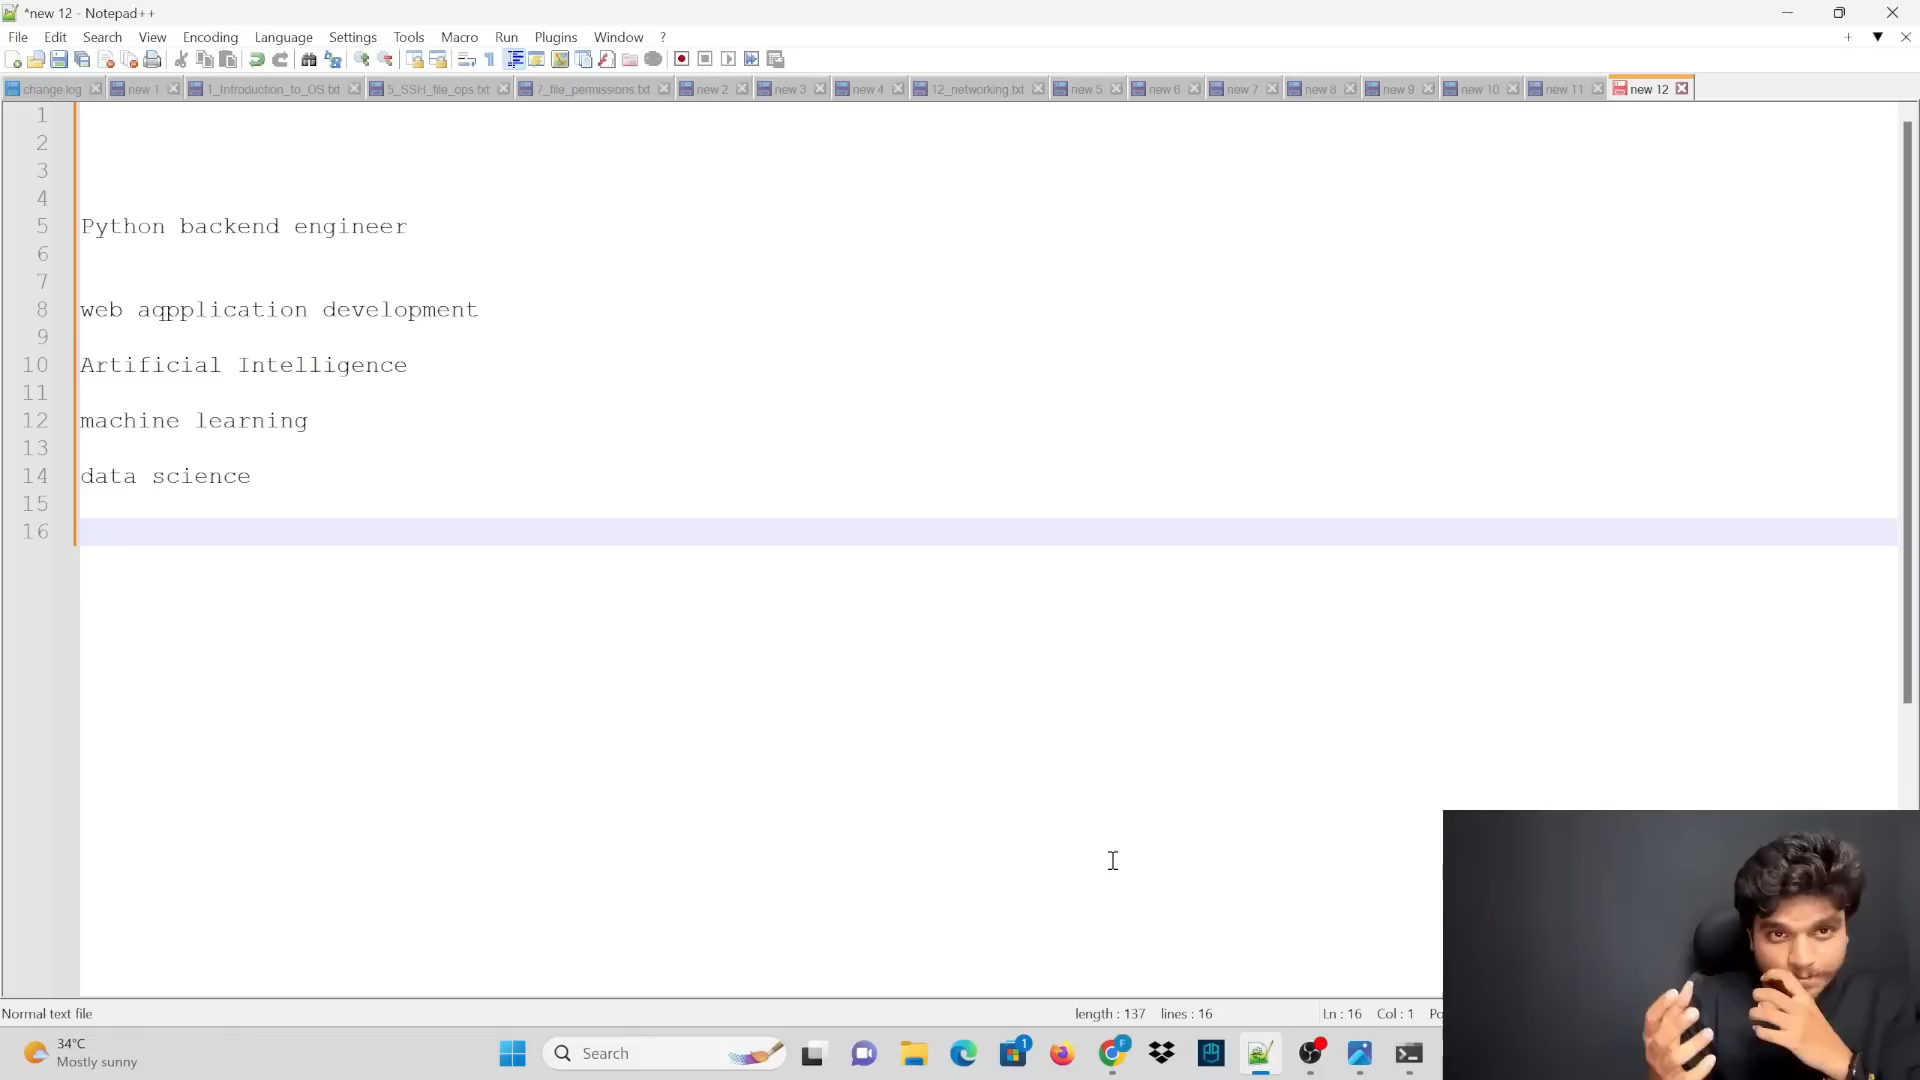 *new 12 - Notepad++
File Edit Search View Encoding Language Settings Tools Macro Run Plugins Window ?
change.log new 1 1_Introduction_to_OS.txt 5_SSH_file_ops.txt 7_file_permissions.txt new 2 new 3 new 4 12_networking.txt new 5 new 6 new 7 new 8 new 9 new 10 new 11 new 12
1
2
3
4
5 Python backend engineer
6
7
8 web aqpplication development
9
10 Artificial Intelligence
11
12 machine learning
13
14 data science
15
16
Normal text file length : 137 lines : 16 Ln : 16 Col : 1 Po
34°C
Mostly sunny
Search
1
F